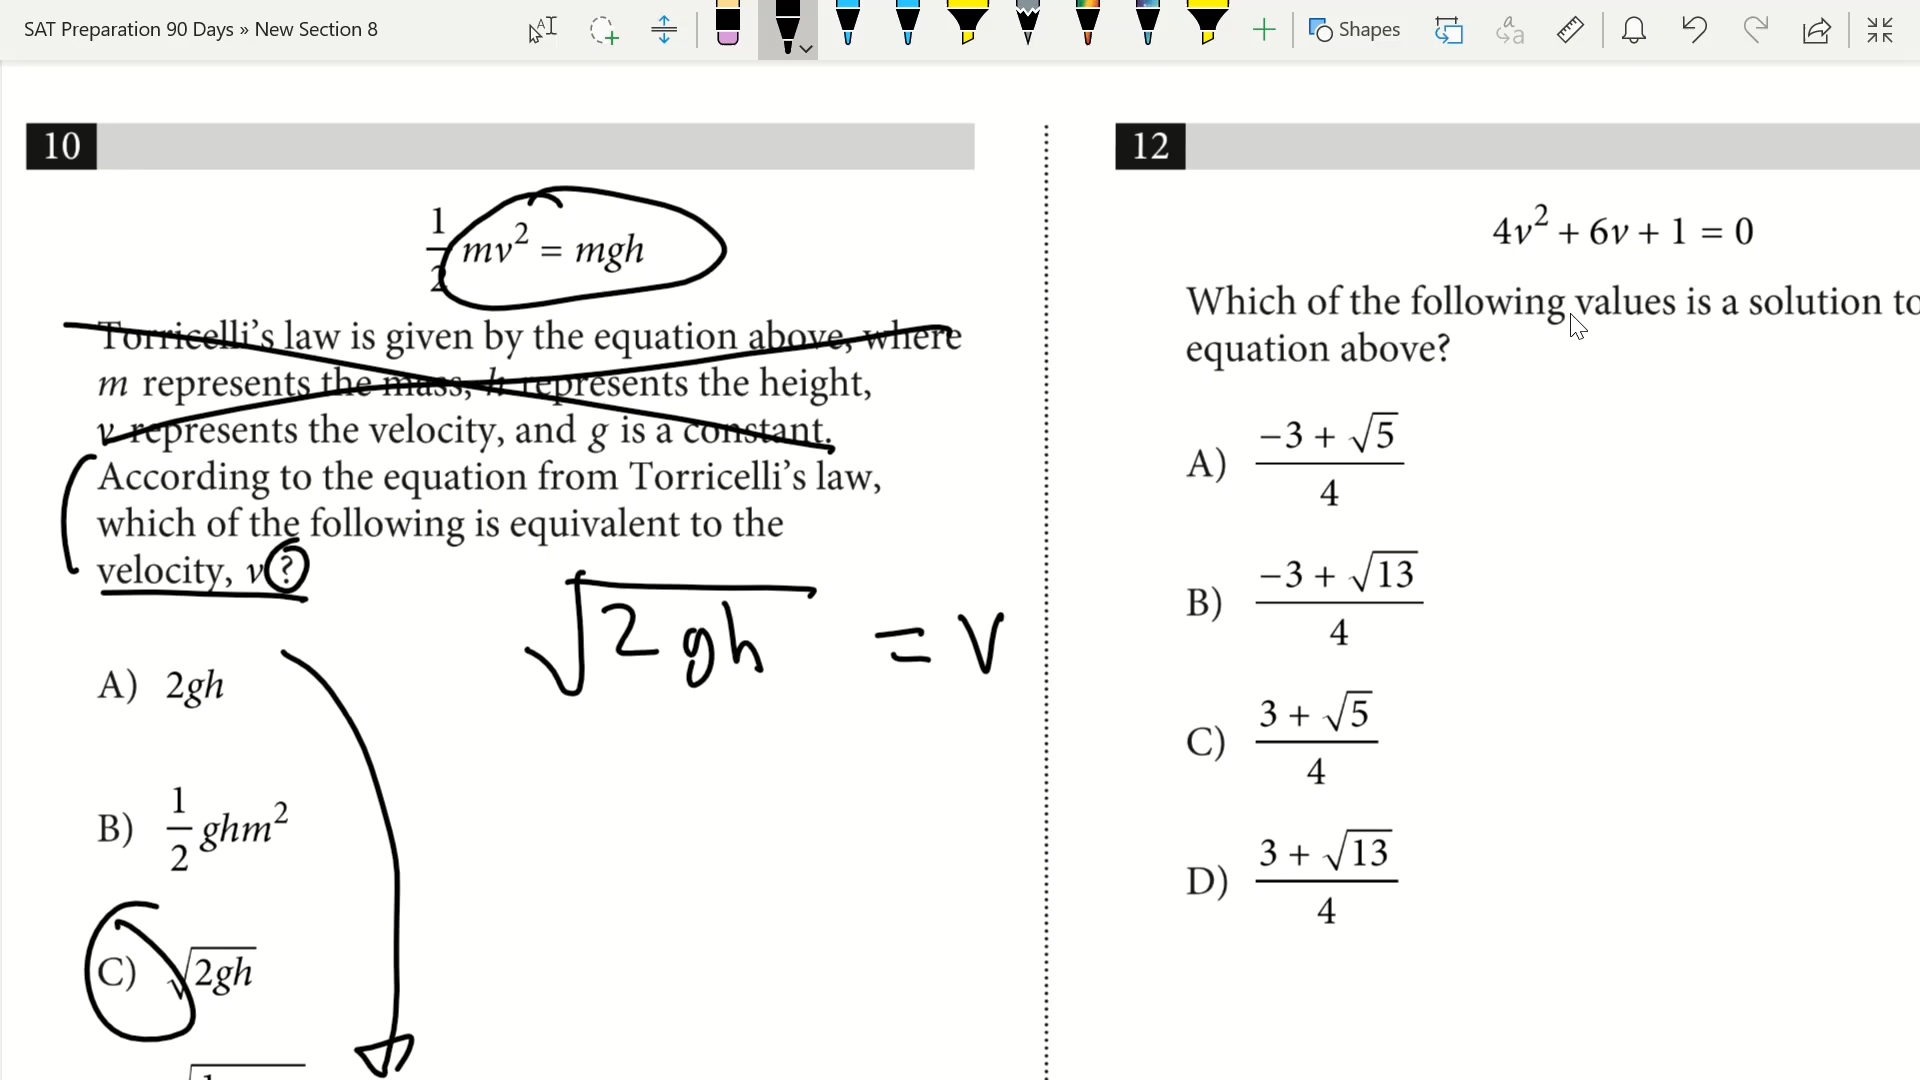 SAT Preparation 90 Days » New Section 8
Shapes
10
1/2 mv² = mgh
Torricelli's law is given by the equation above, where
m represents the mass, h represents the height,
v represents the velocity, and g is a constant.
According to the equation from Torricelli's law,
which of the following is equivalent to the
velocity, v?
√2gh = v
A) 2gh
B) 1/2 ghm²
C) √2gh
12
4v² + 6v + 1 = 0
Which of the following values is a solution to
equation above?
A) −3 + √5 / 4
B) −3 + √13 / 4
C) 3 + √5 / 4
D) 3 + √13 / 4